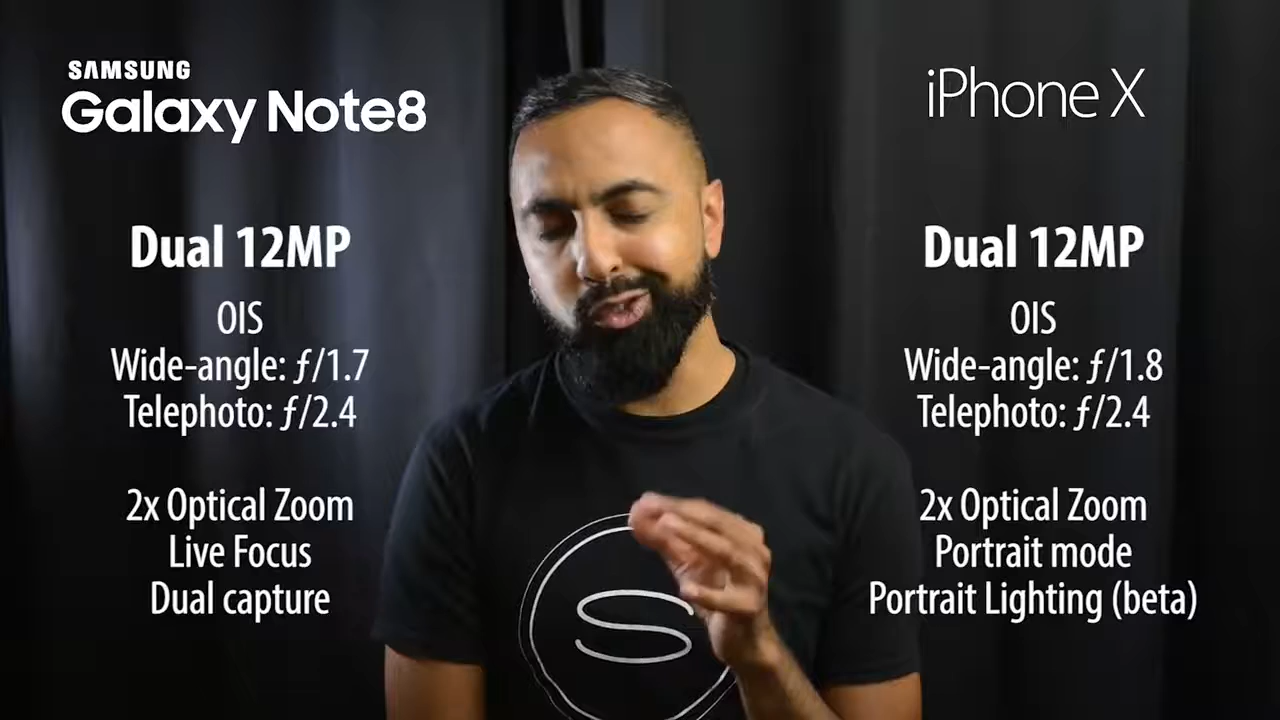 SAMSUNG
Galaxy Note8
Dual 12MP
OIS
Wide-angle: ƒ/1.7
Telephoto: ƒ/2.4
2x Optical Zoom
Live Focus
Dual capture
iPhone X
Dual 12MP
OIS
Wide-angle: ƒ/1.8
Telephoto: ƒ/2.4
2x Optical Zoom
Portrait mode
Portrait Lighting (beta)
S